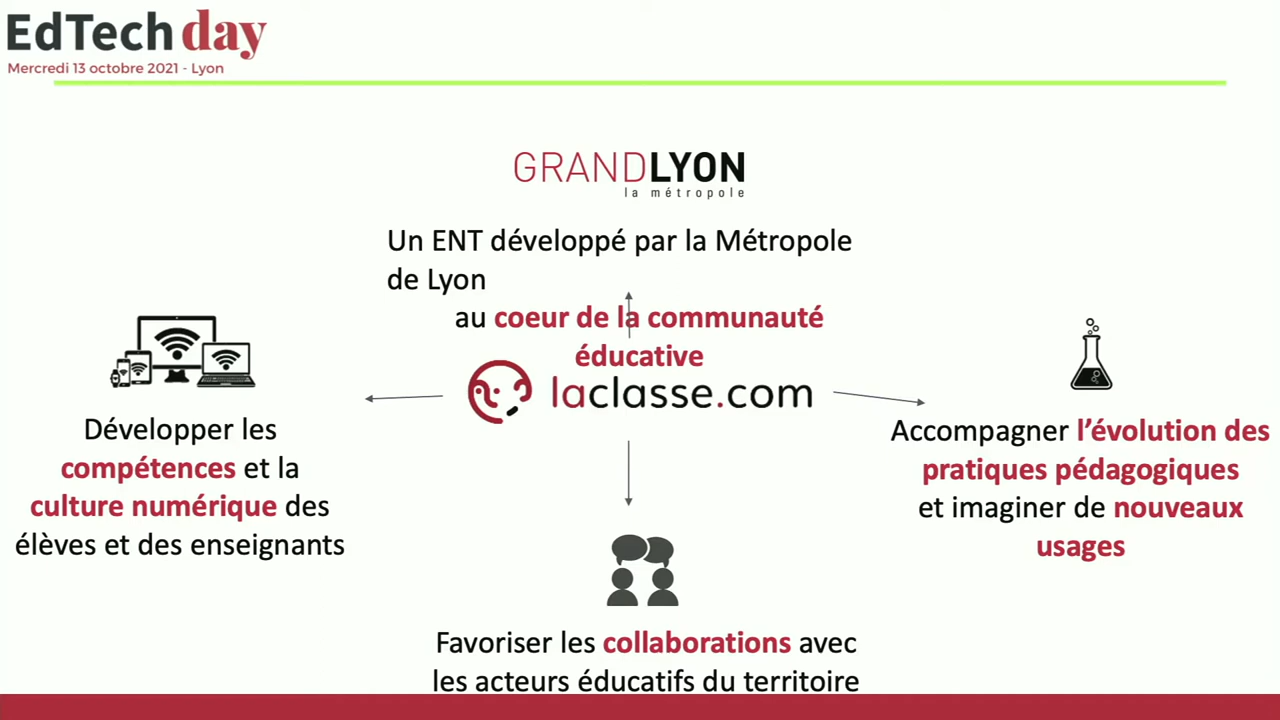 EdTech day
Mercredi 13 octobre 2021 - Lyon
GRANDLYON
la métropole
Un ENT développé par la Métropole
de Lyon
au coeur de la communauté
éducative
laclasse.com
Développer les
compétences et la
culture numérique des
élèves et des enseignants
Accompagner l’évolution des
pratiques pédagogiques
et imaginer de nouveaux
usages
Favoriser les collaborations avec
les acteurs éducatifs du territoire